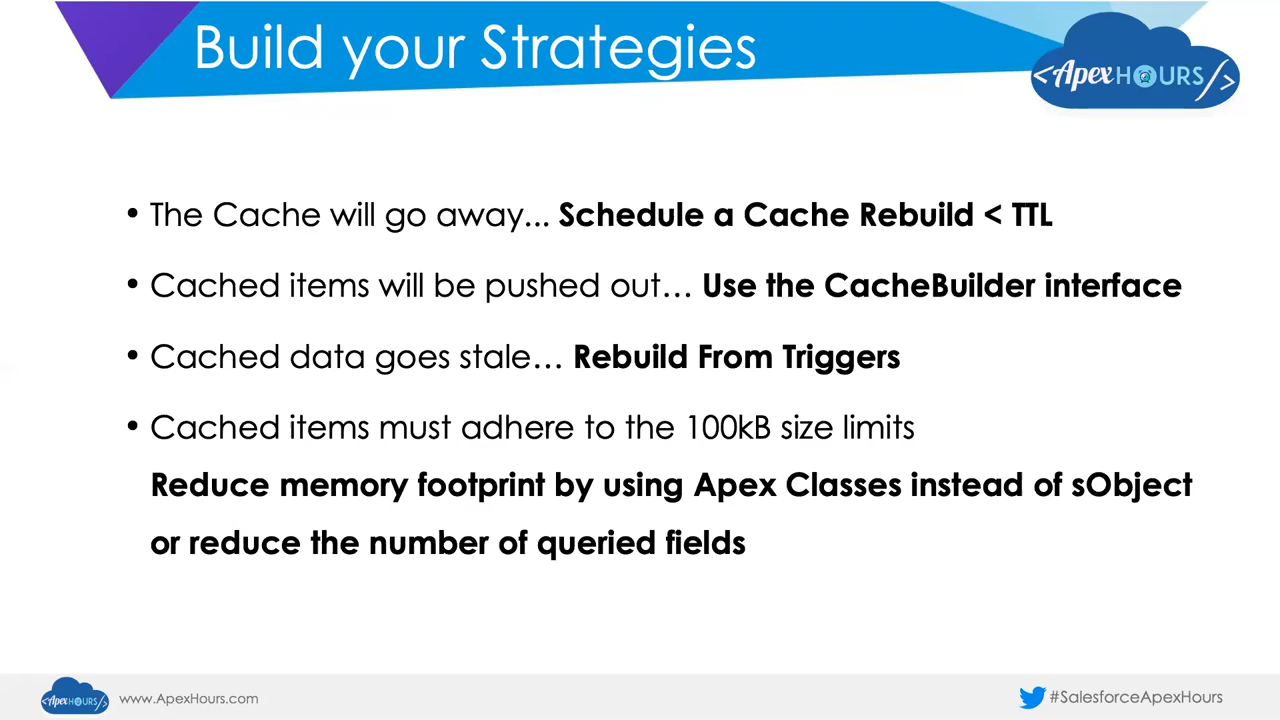 Build your Strategies
<ApexHOURS/>
• The Cache will go away... Schedule a Cache Rebuild < TTL
• Cached items will be pushed out… Use the CacheBuilder interface
• Cached data goes stale… Rebuild From Triggers
• Cached items must adhere to the 100kB size limits
Reduce memory footprint by using Apex Classes instead of sObject
or reduce the number of queried fields
<ApexHOURS/>
www.ApexHours.com
#SalesforceApexHours